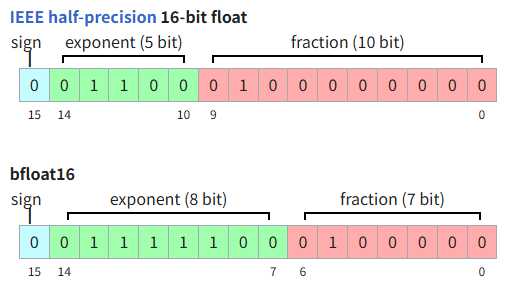 IEEE half-precision 16-bit float
sign exponent (5 bit) fraction (10 bit)
0 0 1 1 0 0 0 1 0 0 0 0 0 0 0 0
15 14 10 9 0
bfloat16
sign exponent (8 bit) fraction (7 bit)
0 0 1 1 1 1 1 0 0 0 1 0 0 0 0 0
15 14 7 6 0